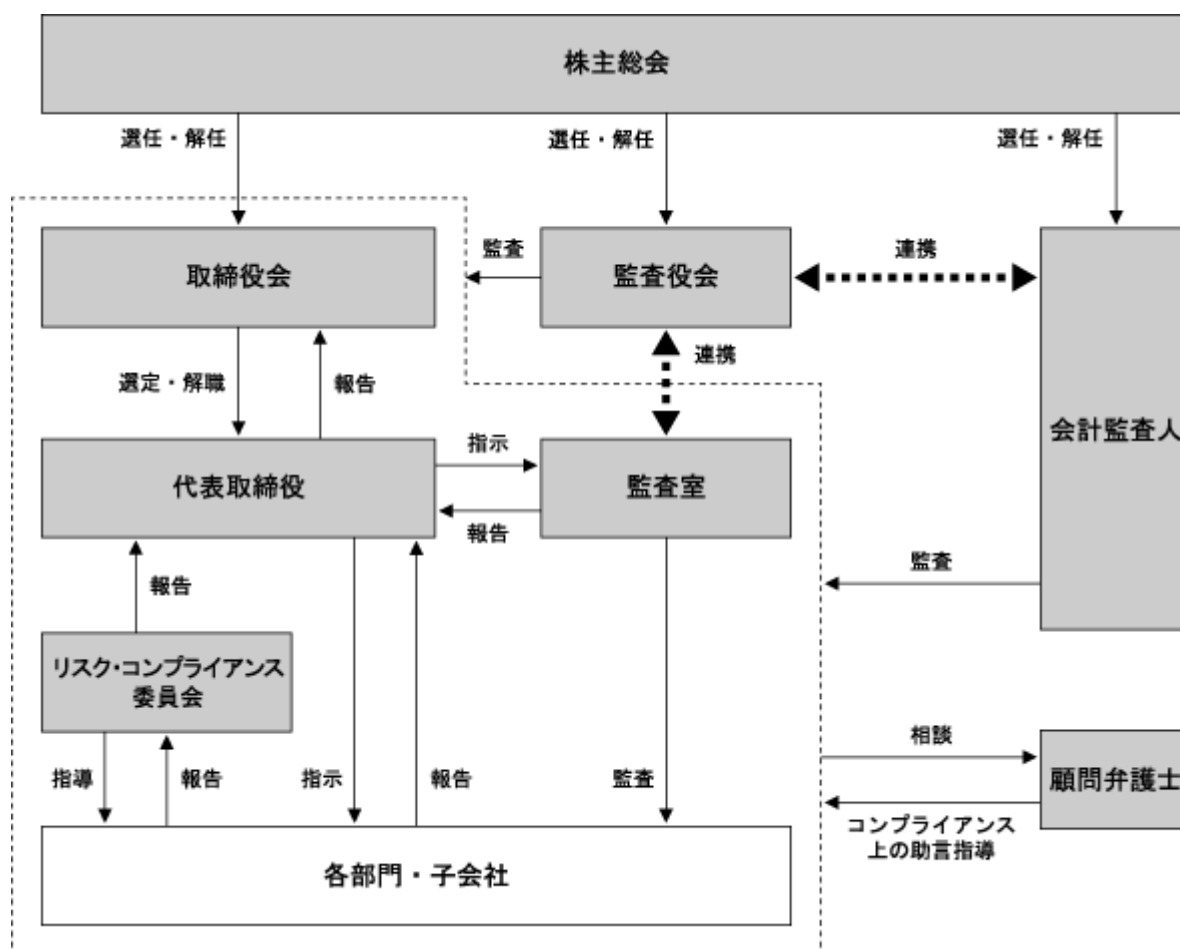 株主総会
選任・解任
選任・解任
選任・解任
取締役会
監査
監査役会
連携
会計監査人
選定・解職
報告
連携
代表取締役
指示
報告
監査室
報告
監査
リスク・コンプライアンス
委員会
指導
報告
指示
報告
監査
相談
顧問弁護士
コンプライアンス
上の助言指導
各部門・子会社